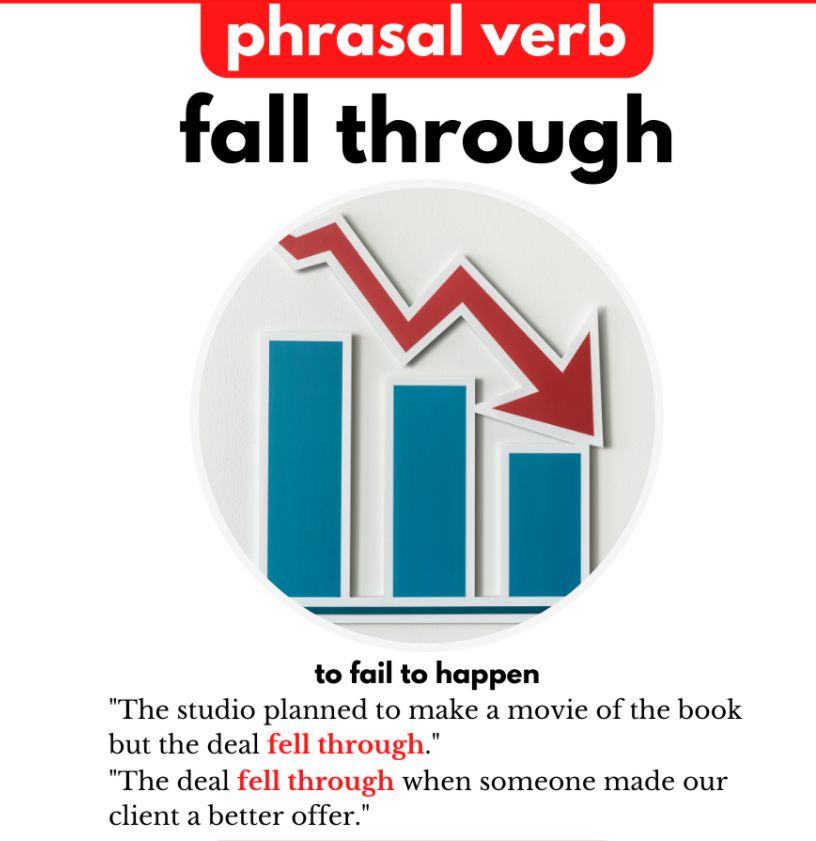 phrasal verb
fall through
to fail to happen
"The studio planned to make a movie of the book
but the deal fell through."
"The deal fell through when someone made our
client a better offer."